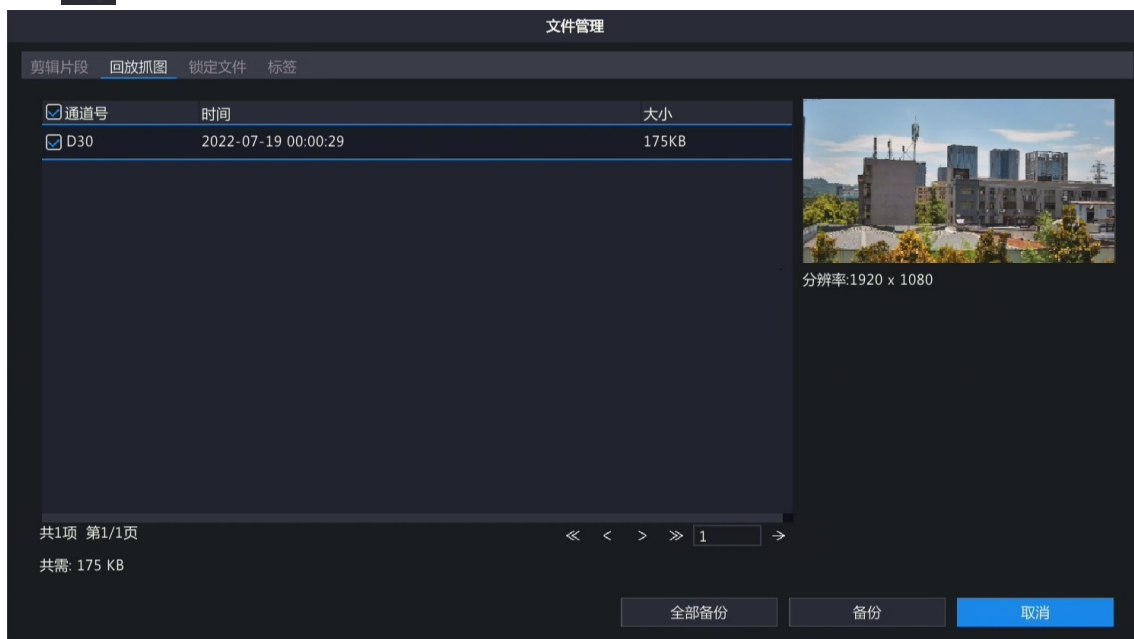 文件管理
剪辑片段 回放抓图 锁定文件 标签
通道号 时间 大小
D30 2022-07-19 00:00:29 175KB
分辨率:1920 x 1080
共1项 第1/1页
1
共需: 175 KB
全部备份 备份 取消